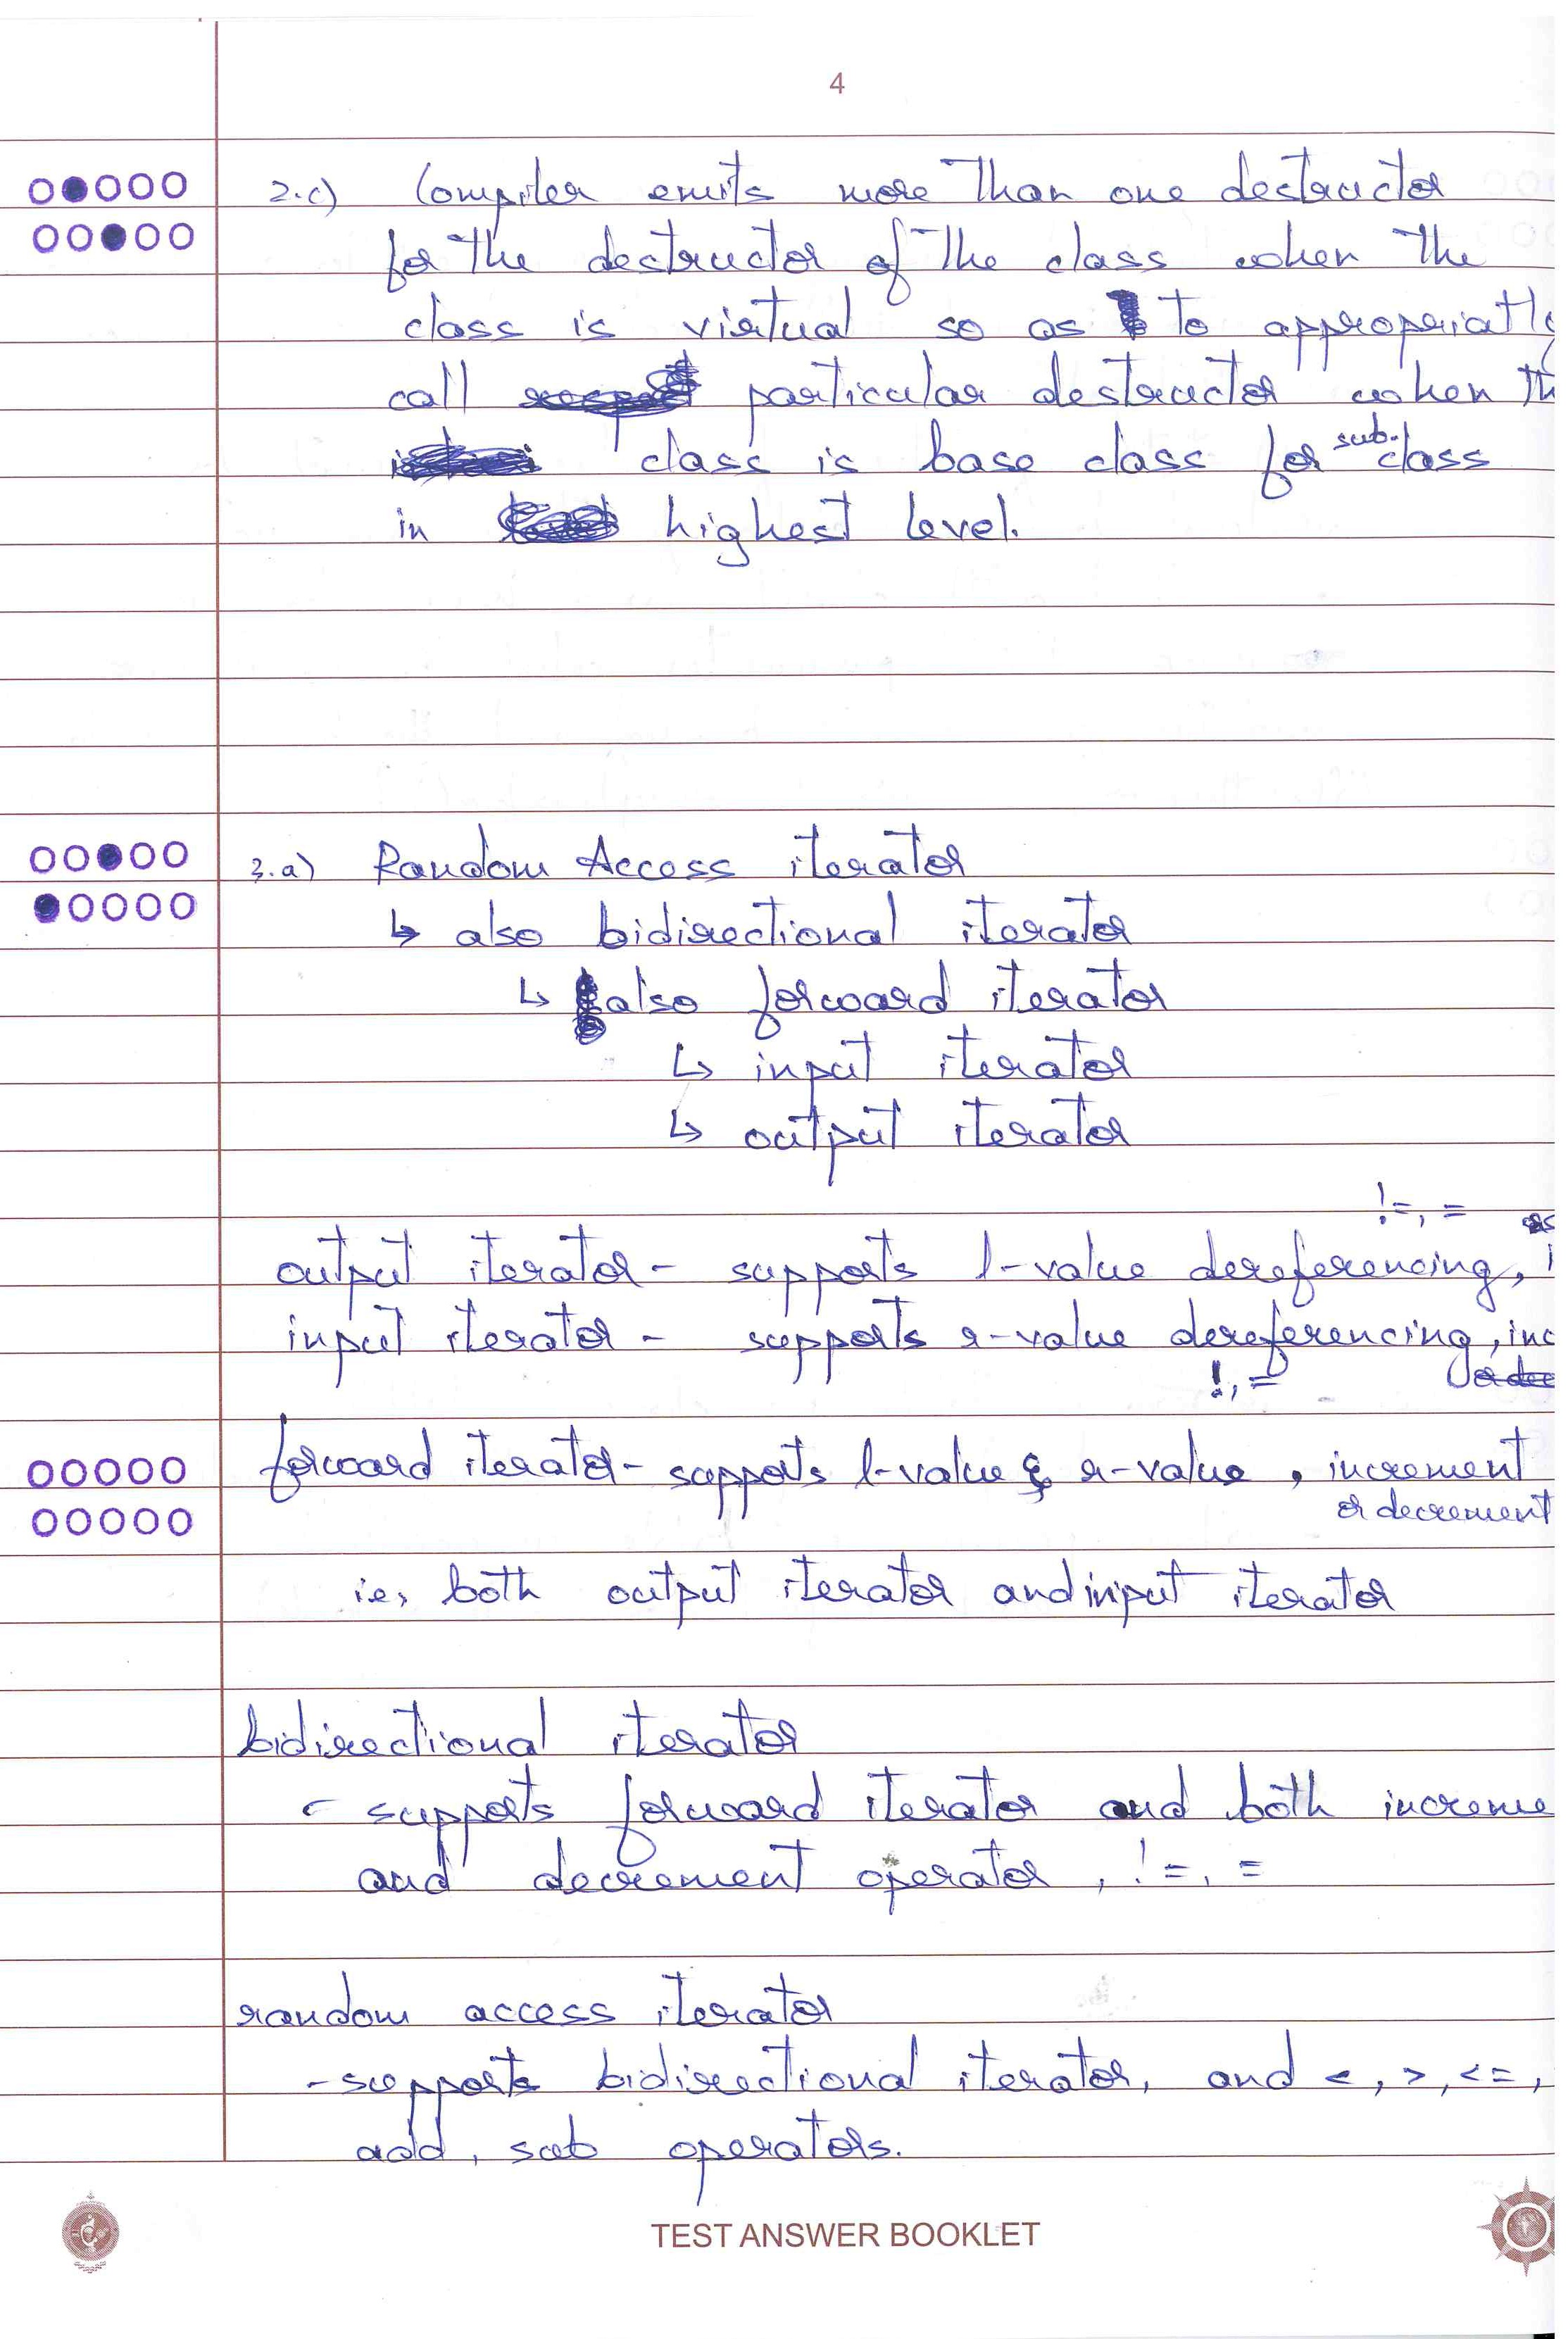 4
2.c) Compiler emits more than one destructor
for the destructor of the class when the
class is virtual so as to appropriatly
call particular destructor when th
class is base class for sub-class
in highest level.
3.a) Random Access iterator
↳ also bidirectional iterator
↳ also forward iterator
↳ input iterator
↳ output iterator
!=, =
output iterator - supports l-value dereferencing, i
input iterator - supports r-value dereferencing, inc
!, =
forward iterator - supports l-value & r-value, increment
or decrement
ie, both output iterator and input iterator
bidirectional iterator
- supports forward iterator and both increme
and decrement operator, !=, =
random access iterator
- supports bidirectional iterator, and <, >, <=,
add, sub operators.
TEST ANSWER BOOKLET